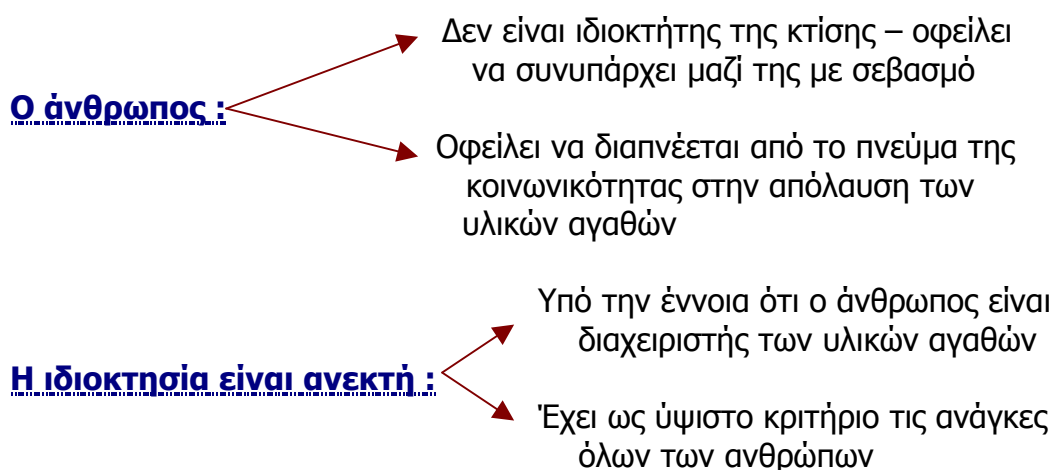 Δεν είναι ιδιοκτήτης της κτίσης – οφείλει
να συνυπάρχει μαζί της με σεβασμό
Ο άνθρωπος :
Οφείλει να διαπνέεται από το πνεύμα της
κοινωνικότητας στην απόλαυση των
υλικών αγαθών
Υπό την έννοια ότι ο άνθρωπος είναι
διαχειριστής των υλικών αγαθών
Η ιδιοκτησία είναι ανεκτή :
Έχει ως ύψιστο κριτήριο τις ανάγκες
όλων των ανθρώπων